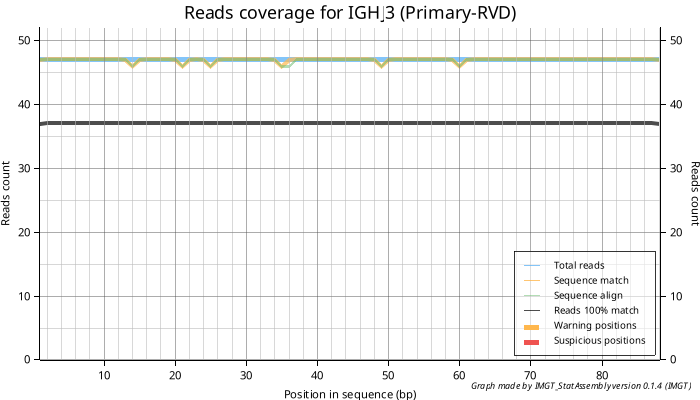 Reads coverage for IGHJ3 (Primary-RVD)
50
40
30
20
10
0
50
40
30
20
10
0
Reads count
Reads count
Total reads
Sequence match
Sequence align
Reads 100% match
Warning positions
Suspicious positions
10
20
30
40
50
60
70
80
Position in sequence (bp)
Graph made by IMGT_StatAssembly version 0.1.4 (IMGT)